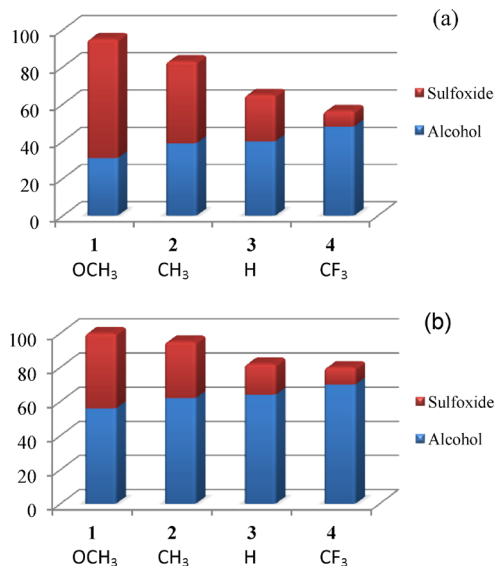 (a)
100
80
60
40
20
0
Sulfoxide
Alcohol
1 2 3 4
OCH₃ CH₃ H CF₃
(b)
100
80
60
40
20
0
Sulfoxide
Alcohol
1 2 3 4
OCH₃ CH₃ H CF₃